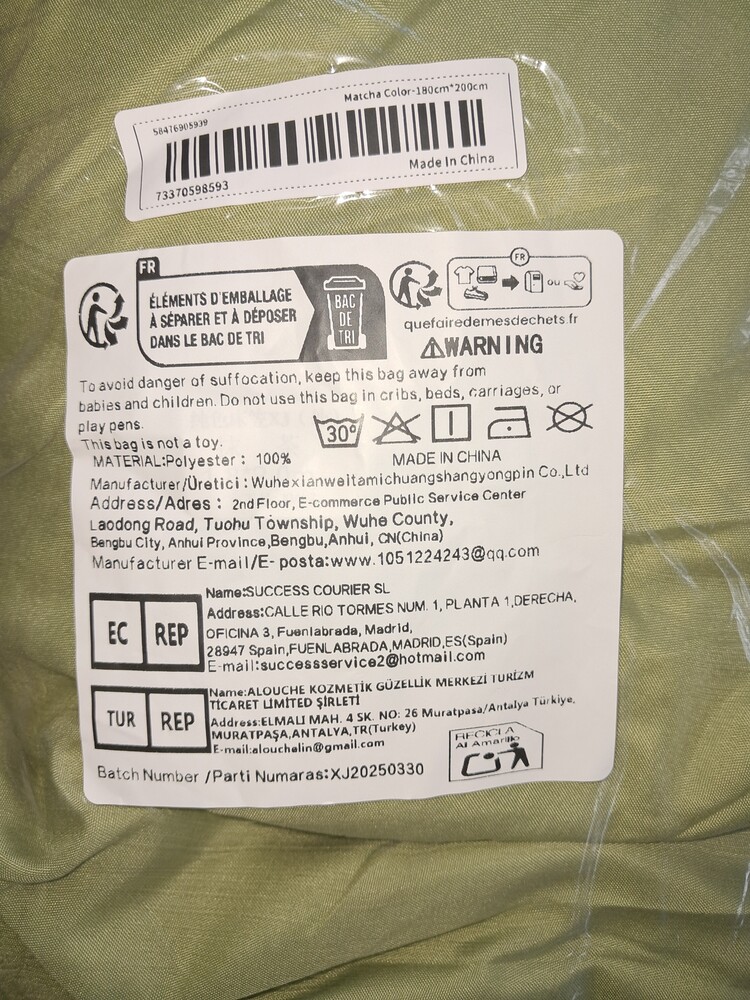 58476905939
Matcha Color-180cm*200cm
73370598593
Made In China
FR
ÉLÉMENTS D'EMBALLAGE
À SÉPARER ET À DÉPOSER
DANS LE BAC DE TRI
BAC
DE
TRI
FR
ou
quefairedemesdechets.fr
WARNING
To avoid danger of suffocation, keep this bag away from
babies and children. Do not use this bag in cribs, beds, carriages, or
play pens.
This bag is not a toy.
30°
MATERIAL:Polyester : 100%
MADE IN CHINA
Manufacturer/Üretici : Wuhexianweitamichuangshangyongpin Co.,Ltd
Address/Adres : 2nd Floor, E-commerce Public Service Center
Laodong Road, Tuohu Township, Wuhe County,
Bengbu City, Anhui Province,Bengbu,Anhui, CN(China)
Manufacturer E-mail/E- posta:www.1051224243@qq.com
EC REP
Name:SUCCESS COURIER SL
Address:CALLE RIO TORMES NUM. 1, PLANTA 1,DERECHA,
OFICINA 3, Fuenlabrada, Madrid,
28947 Spain,FUENLABRADA,MADRID,ES(Spain)
E-mail:successservice2@hotmail.com
TUR REP
Name:ALOUCHE KOZMETİK GÜZELLİK MERKEZİ TURİZM
TİCARET LIMITED ŞİRLETİ
Address:ELMALI MAH. 4 SK. NO: 26 Muratpasa/Antalya Türkiye,
MURATPAŞA,ANTALYA,TR(Turkey)
E-mail:alouchelin@gmail.com
Batch Number /Parti Numaras:XJ20250330
RECICLA
Al Amarillo